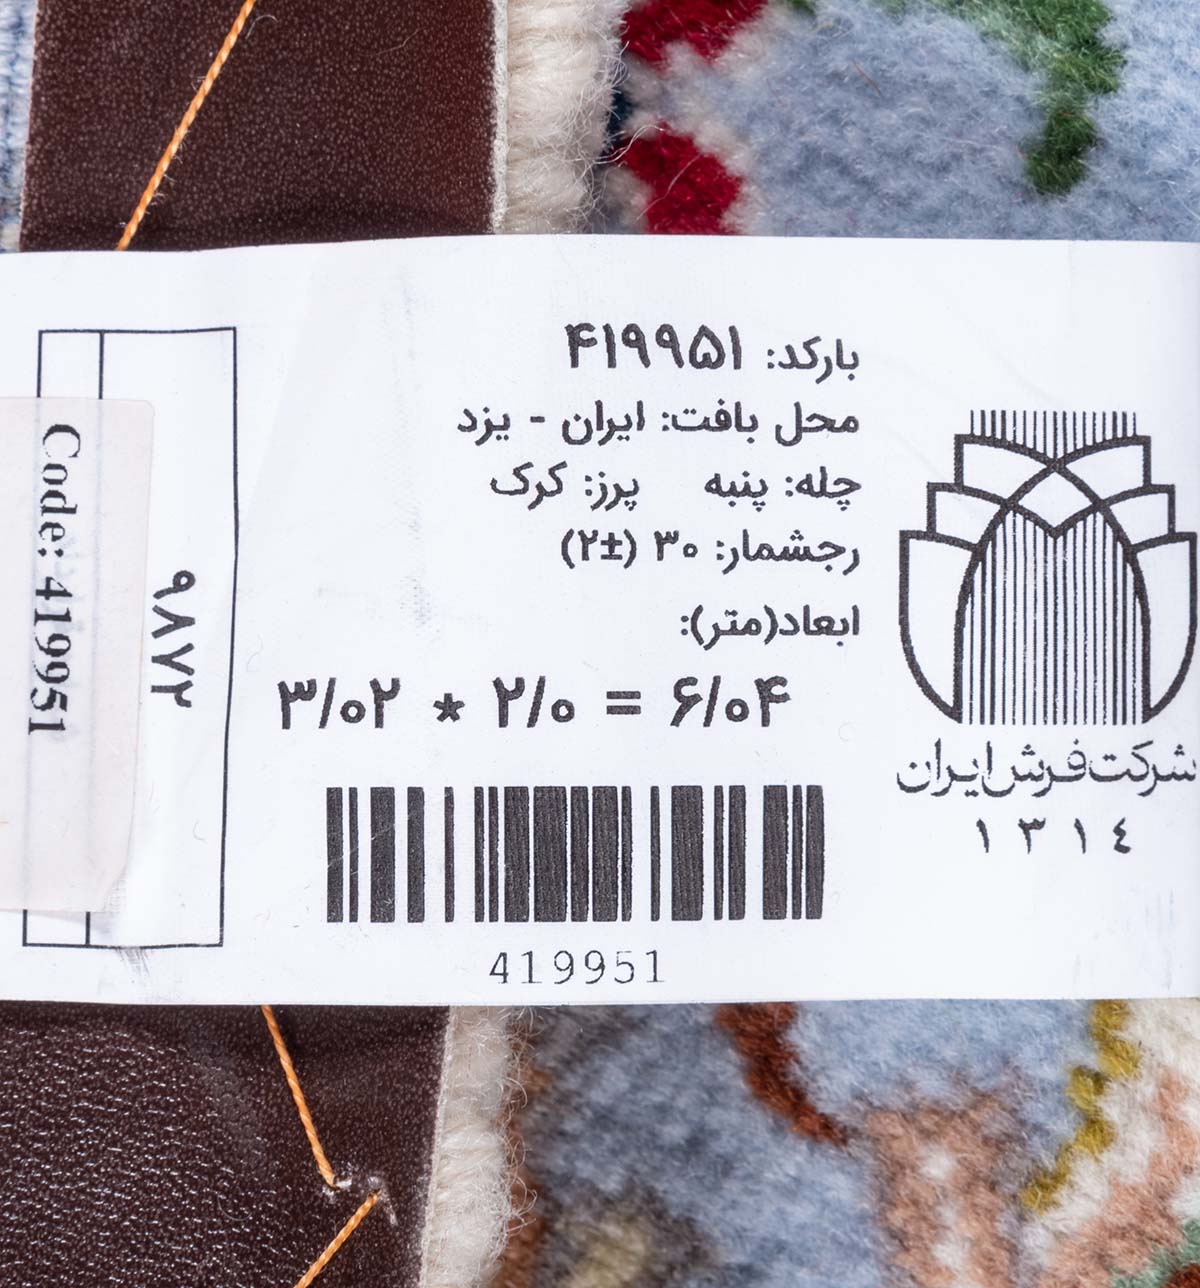 بارکد: ۴۱۹۹۵۱
محل بافت: ایران - یزد
چله: پنبه پرز: کرک
رجشمار: ۳۰ (±۲)
ابعاد(متر):
۳/۰۲ * ۲/۰ = ۶/۰۴
419951
شرکت فرش ایران
١٣١٤
۹۸۷۲
Code: 419951